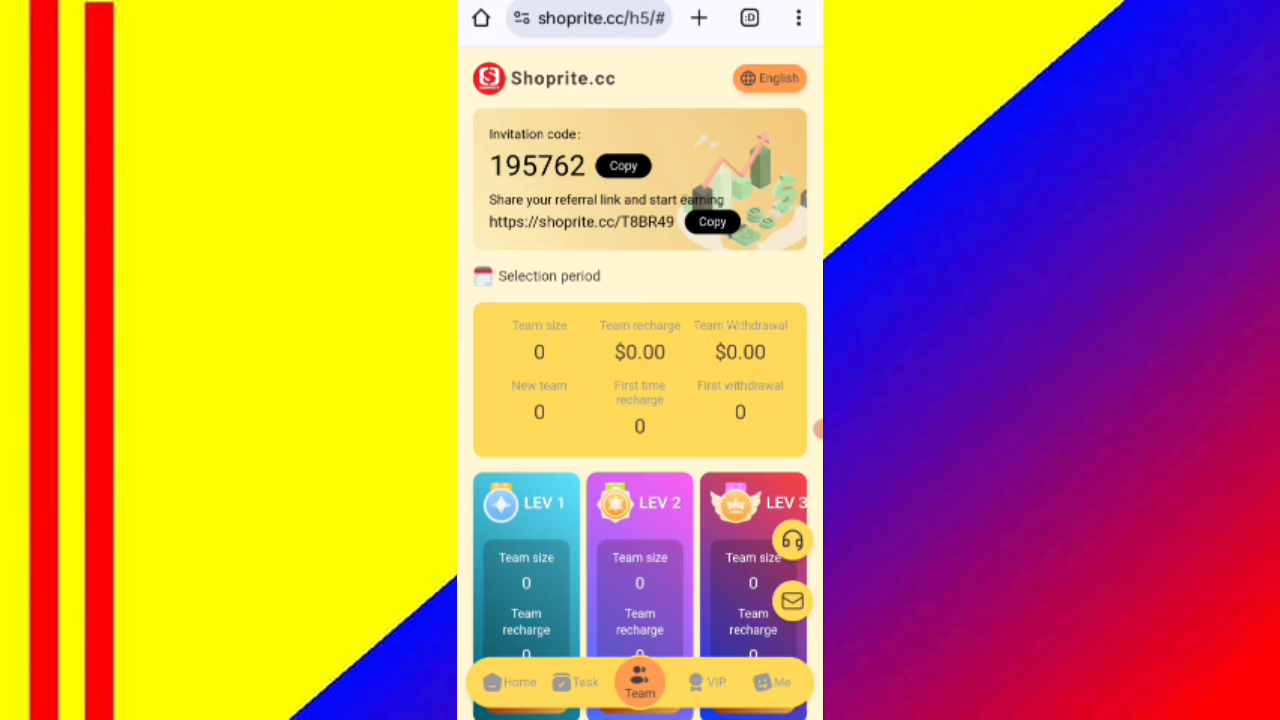 shoprite.cc/h5/#
:D
Shoprite.cc
English
Invitation code:
195762 Copy
Share your referral link and start earning
https://shoprite.cc/T8BR49 Copy
Selection period
Team size Team recharge Team Withdrawal
0 $0.00 $0.00
New team First time recharge First withdrawal
0 0 0
LEV 1 LEV 2 LEV 3
Team size Team size Team size
0 0 0
Team recharge Team recharge Team recharge
0 0 0
Home Task Team VIP Me